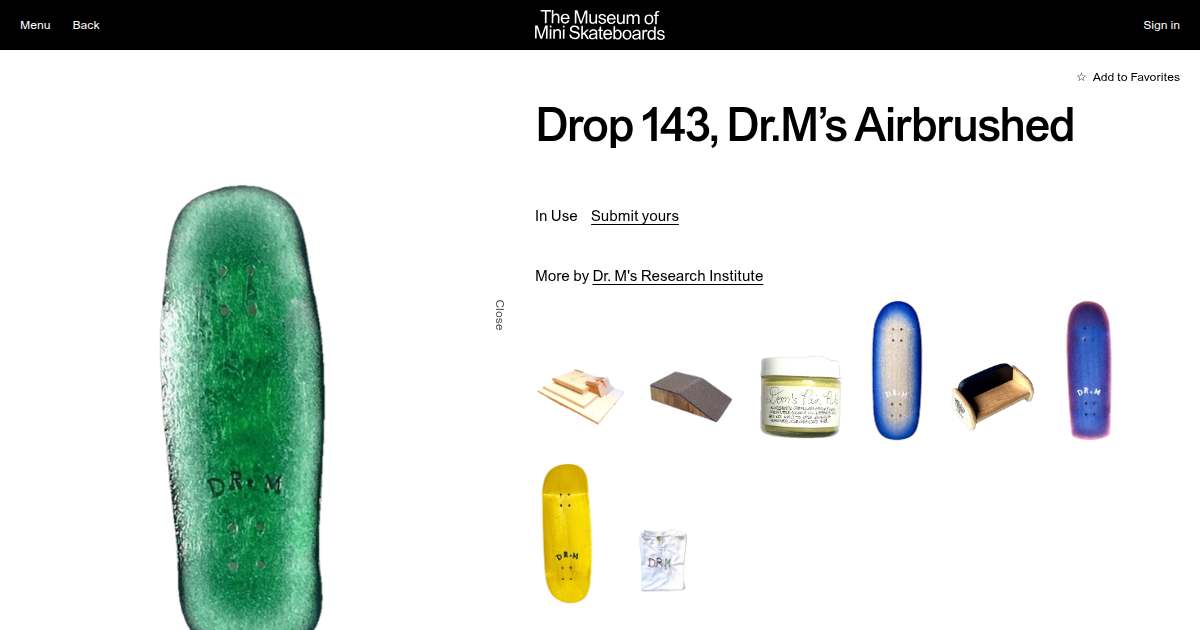 Menu
Back
The Museum of
Mini Skateboards
Sign in
☆ Add to Favorites
Drop 143, Dr.M’s Airbrushed
In Use Submit yours
More by Dr. M's Research Institute
Close
DR•M
DR•M
DR•M
DR•M
DRM